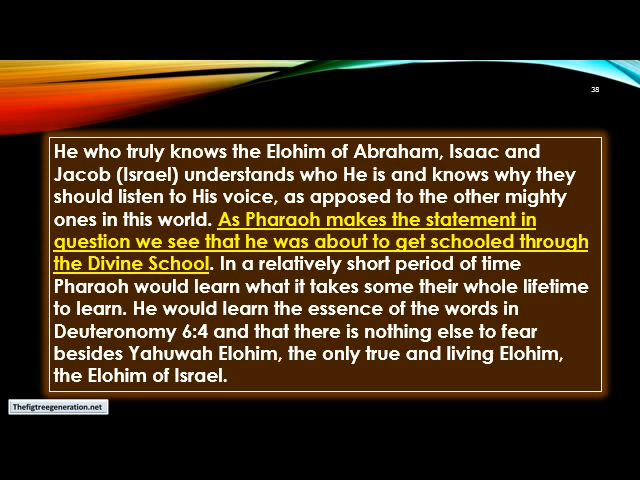 38
He who truly knows the Elohim of Abraham, Isaac and
Jacob (Israel) understands who He is and knows why they
should listen to His voice, as apposed to the other mighty
ones in this world. As Pharaoh makes the statement in
question we see that he was about to get schooled through
the Divine School. In a relatively short period of time
Pharaoh would learn what it takes some their whole lifetime
to learn. He would learn the essence of the words in
Deuteronomy 6:4 and that there is nothing else to fear
besides Yahuwah Elohim, the only true and living Elohim,
the Elohim of Israel.
Thefigtreegeneration.net